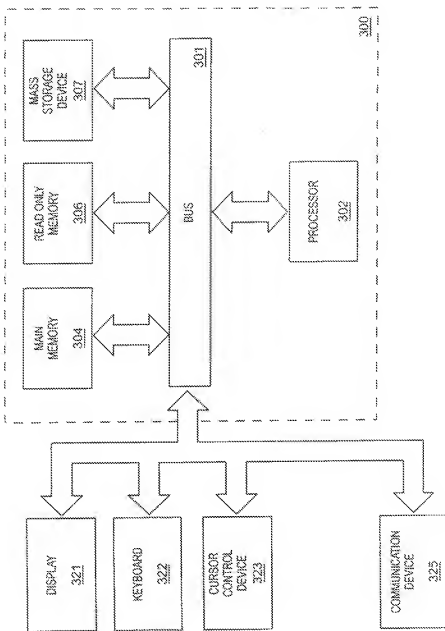 300
MAIN
MEMORY
304
READ ONLY
MEMORY
306
MASS
STORAGE
DEVICE
307
BUS
301
PROCESSOR
302
DISPLAY
321
KEYBOARD
322
CURSOR
CONTROL
DEVICE
323
COMMUNICATION
DEVICE
325